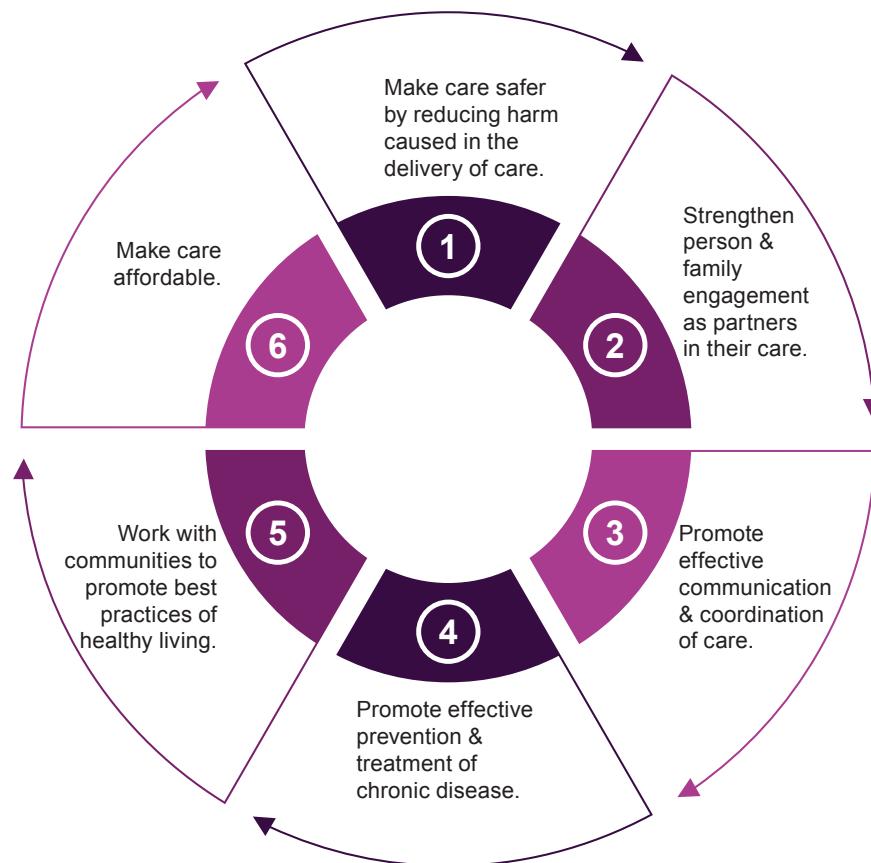 Make care safer
by reducing harm
caused in the
delivery of care.
1
Strengthen
person &
family
engagement
as partners
in their care.
2
Promote
effective
communication
& coordination
of care.
3
Promote effective
prevention &
treatment of
chronic disease.
4
Work with
communities to
promote best
practices of
healthy living.
5
Make care
affordable.
6